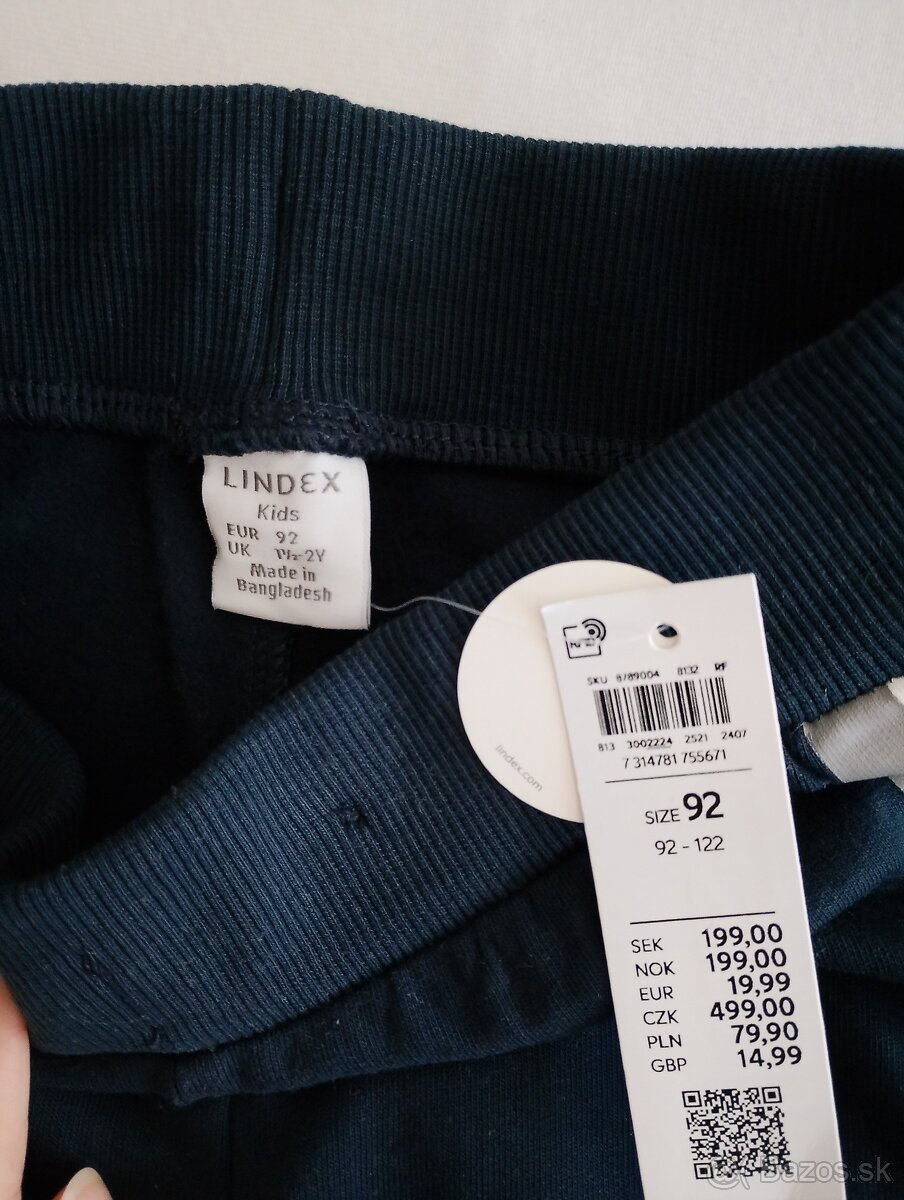 LINDEX
Kids
EUR 92
UK 1½-2Y
Made in
Bangladesh
lindex.com
SKU 8789004 8132
813 3002224 2521 2407
7 314781 755671
SIZE 92
92 - 122
SEK 199,00
NOK 199,00
EUR 19,99
CZK 499,00
PLN 79,90
GBP 14,99
bazos.sk